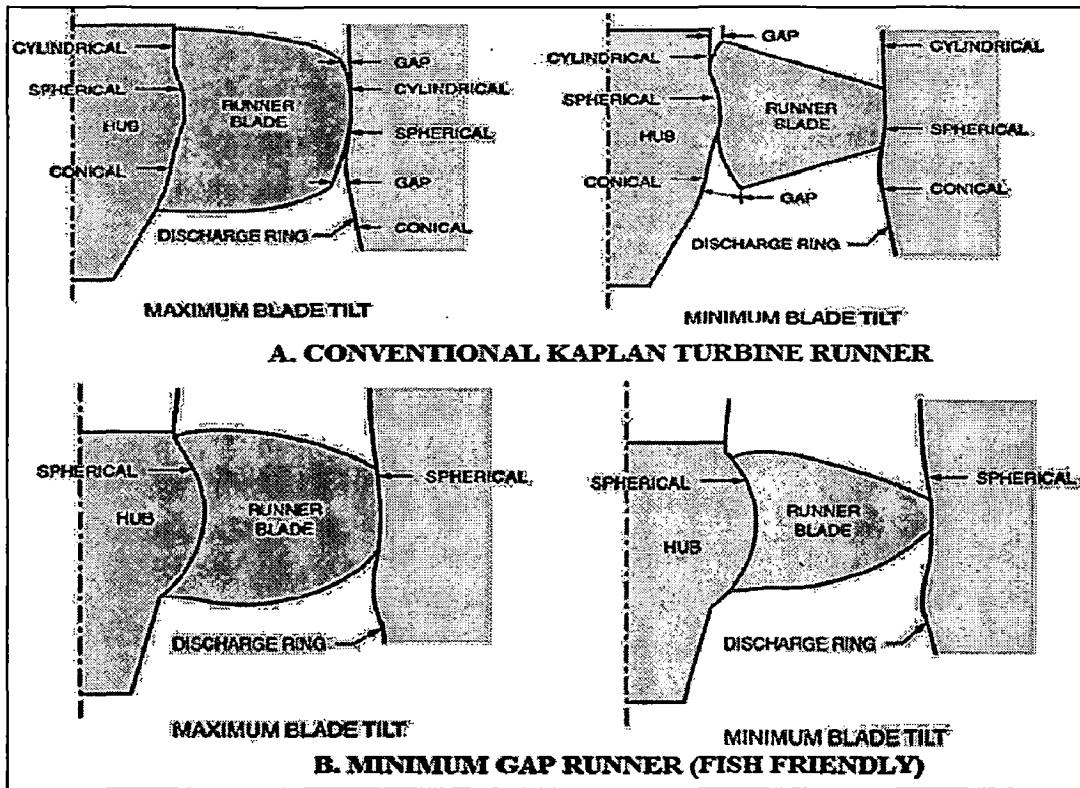 CYLINDRICAL
SPHERICAL
HUB
CONICAL
RUNNER
BLADE
GAP
CYLINDRICAL
SPHERICAL
GAP
CONICAL
DISCHARGE RING
MAXIMUM BLADE TILT
GAP
CYLINDRICAL
CYLINDRICAL
SPHERICAL
HUB
CONICAL
RUNNER
BLADE
SPHERICAL
CONICAL
GAP
DISCHARGE RING
MINIMUM BLADE TILT
A. CONVENTIONAL KAPLAN TURBINE RUNNER
SPHERICAL
HUB
RUNNER
BLADE
SPHERICAL
DISCHARGE RING
MAXIMUM BLADE TILT
SPHERICAL
HUB
RUNNER
BLADE
SPHERICAL
DISCHARGE RING
MINIMUM BLADE TILT
B. MINIMUM GAP RUNNER (FISH FRIENDLY)